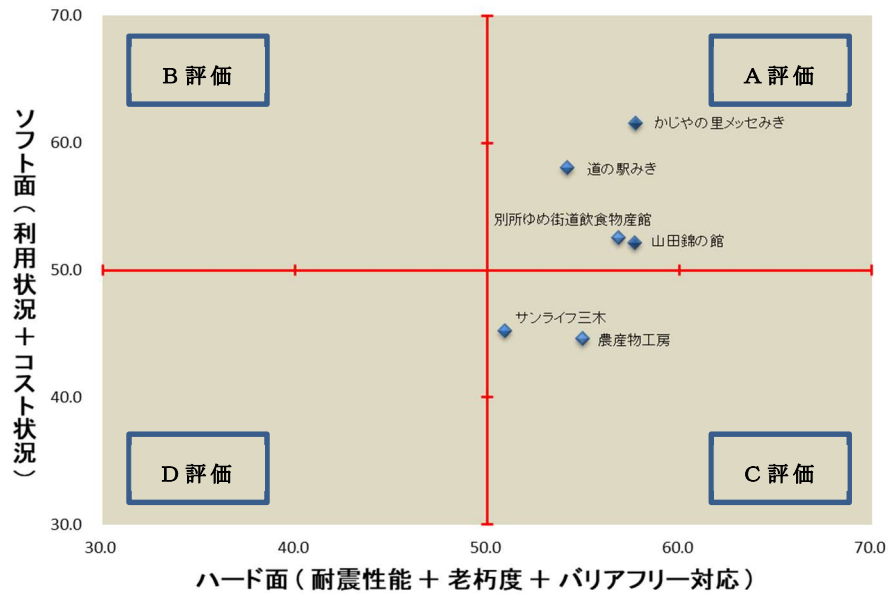 70.0
B 評価
A 評価
かじやの里メッセみき
60.0
道の駅みき
別所ゆめ街道飲食物産館
山田錦の館
50.0
サンライフ三木
農産物工房
40.0
D 評価
C 評価
30.0
30.0 40.0 50.0 60.0 70.0
ソフト面（利用状況＋コスト状況）
ハード面（耐震性能＋老朽度＋バリアフリー対応）